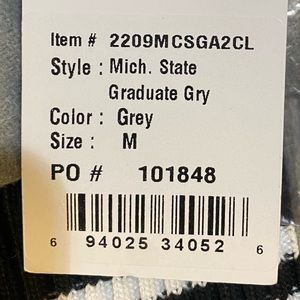 Item # 2209MCSGA2CL
Style : Mich. State
Graduate Gry
Color : Grey
Size : M
PO # 101848
6 94025 34052 6